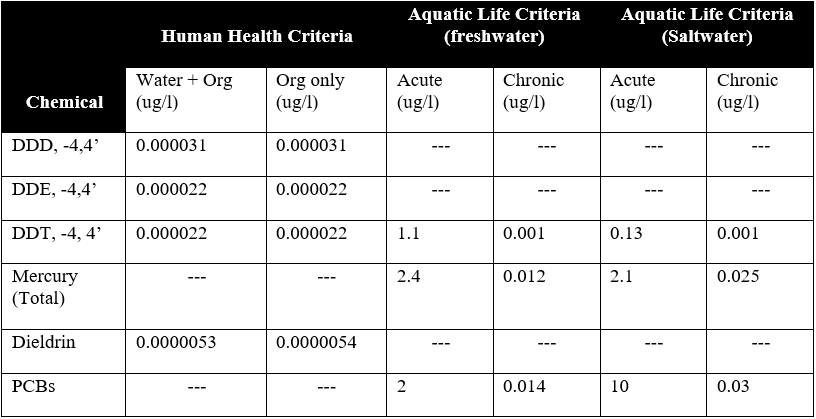 Chemical Human Health Criteria Aquatic Life Criteria (freshwater) Aquatic Life Criteria (Saltwater)
Water + Org (ug/l) Org only (ug/l) Acute (ug/l) Chronic (ug/l) Acute (ug/l) Chronic (ug/l)
DDD, -4,4’ 0.000031 0.000031 --- --- --- ---
DDE, -4,4’ 0.000022 0.000022 --- --- --- ---
DDT, -4, 4’ 0.000022 0.000022 1.1 0.001 0.13 0.001
Mercury (Total) --- --- 2.4 0.012 2.1 0.025
Dieldrin 0.0000053 0.0000054 --- --- --- ---
PCBs --- --- 2 0.014 10 0.03